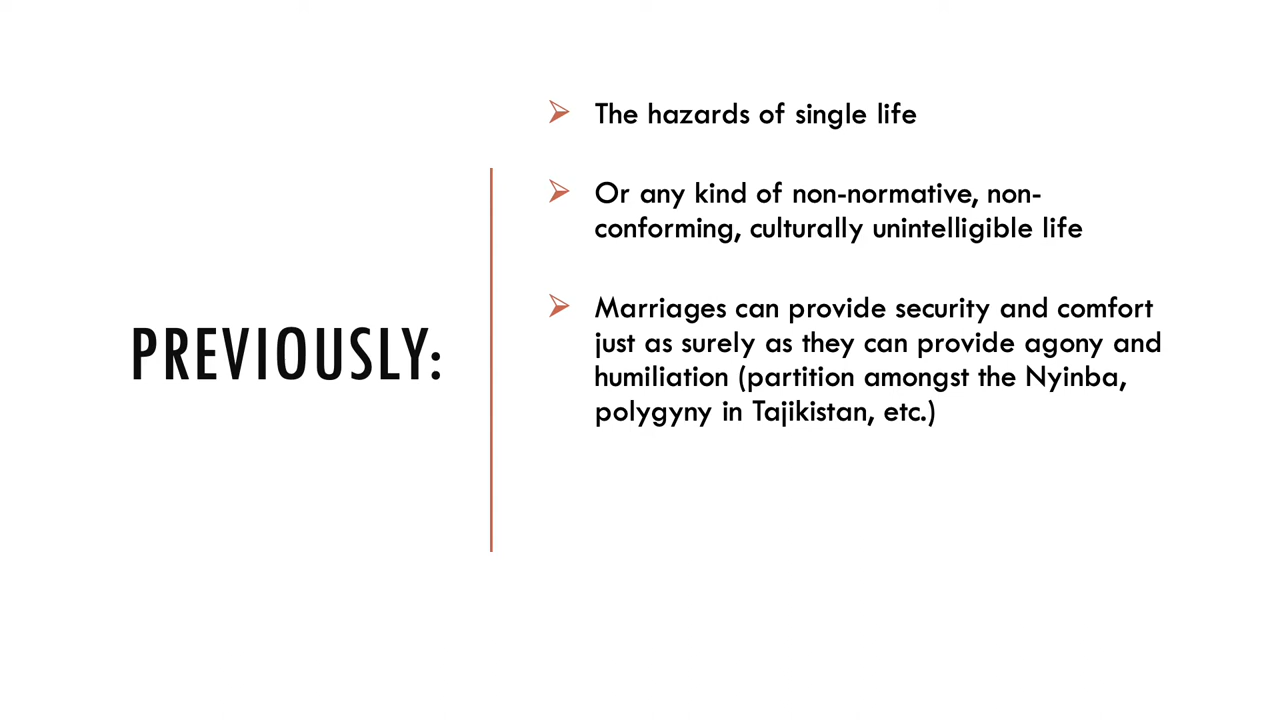 PREVIOUSLY:
The hazards of single life
Or any kind of non-normative, non-
conforming, culturally unintelligible life
Marriages can provide security and comfort
just as surely as they can provide agony and
humiliation (partition amongst the Nyinba,
polygyny in Tajikistan, etc.)